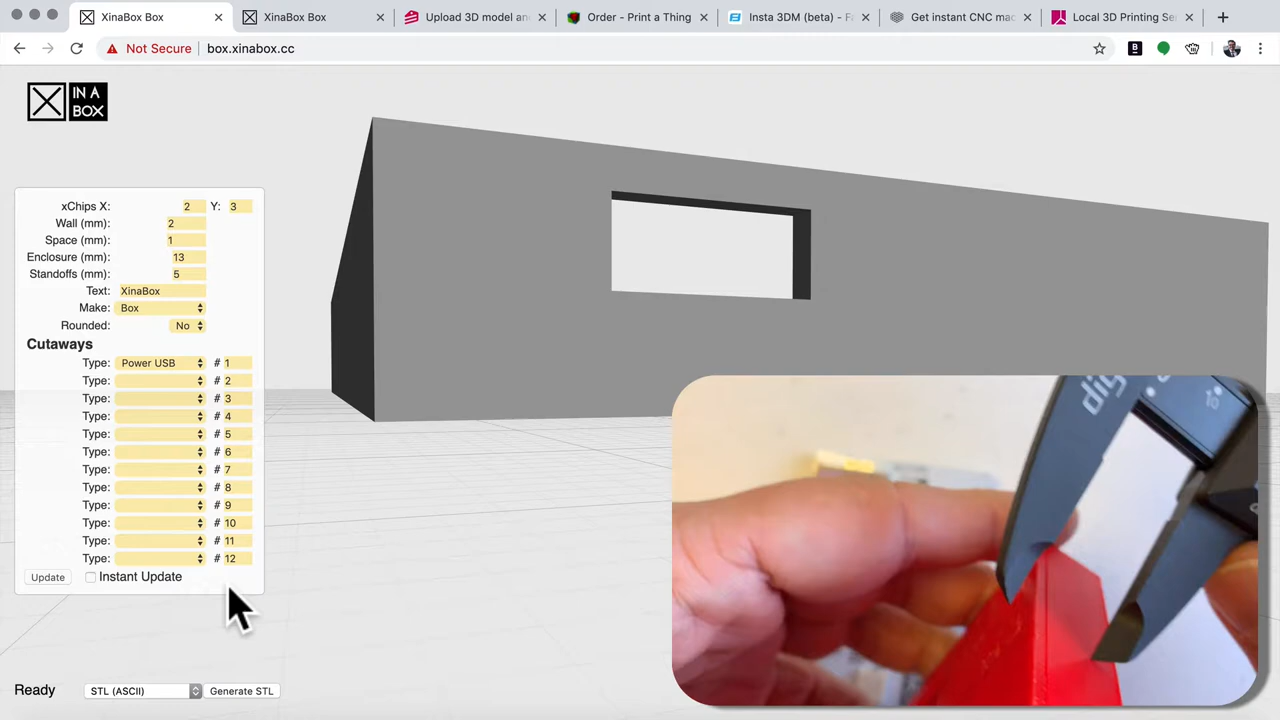 XinaBox Box
XinaBox Box
Upload 3D model an
Order - Print a Thing
Insta 3DM (beta) - Fa
Get instant CNC mac
Local 3D Printing Se
Not Secure
box.xinabox.cc
IN A
BOX
xChips X: 2 Y: 3
Wall (mm): 2
Space (mm): 1
Enclosure (mm): 13
Standoffs (mm): 5
Text: XinaBox
Make: Box
Rounded: No
Cutaways
Type: Power USB # 1
Type: # 2
Type: # 3
Type: # 4
Type: # 5
Type: # 6
Type: # 7
Type: # 8
Type: # 9
Type: # 10
Type: # 11
Type: # 12
Update Instant Update
Ready STL (ASCII) Generate STL
digi